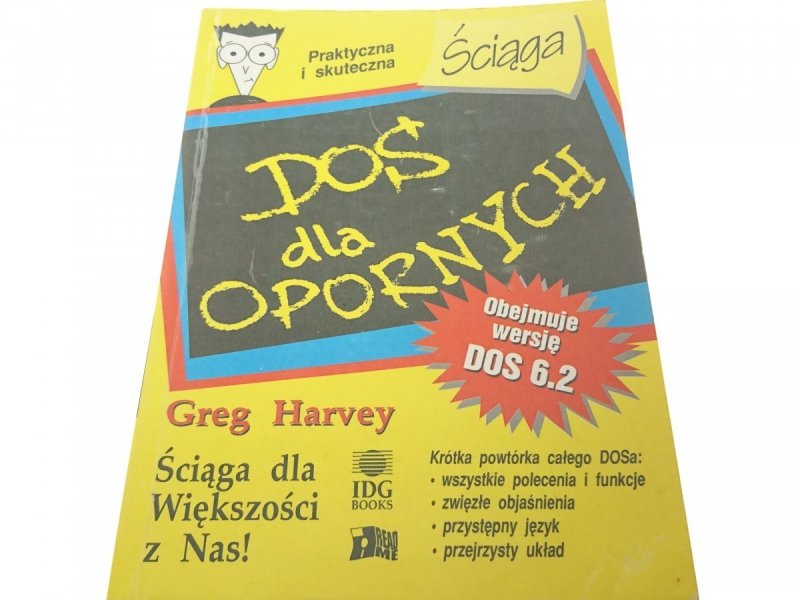 Praktyczna
i skuteczna
Ściąga
DOS
dla
OPORNYCH
Obejmuje
wersję
DOS 6.2
Greg Harvey
Ściąga dla
Większości
z Nas!
IDG
BOOKS
READ
ME
Krótka powtórka całego DOSa:
• wszystkie polecenia i funkcje
• zwięzłe objaśnienia
• przystępny język
• przejrzysty układ